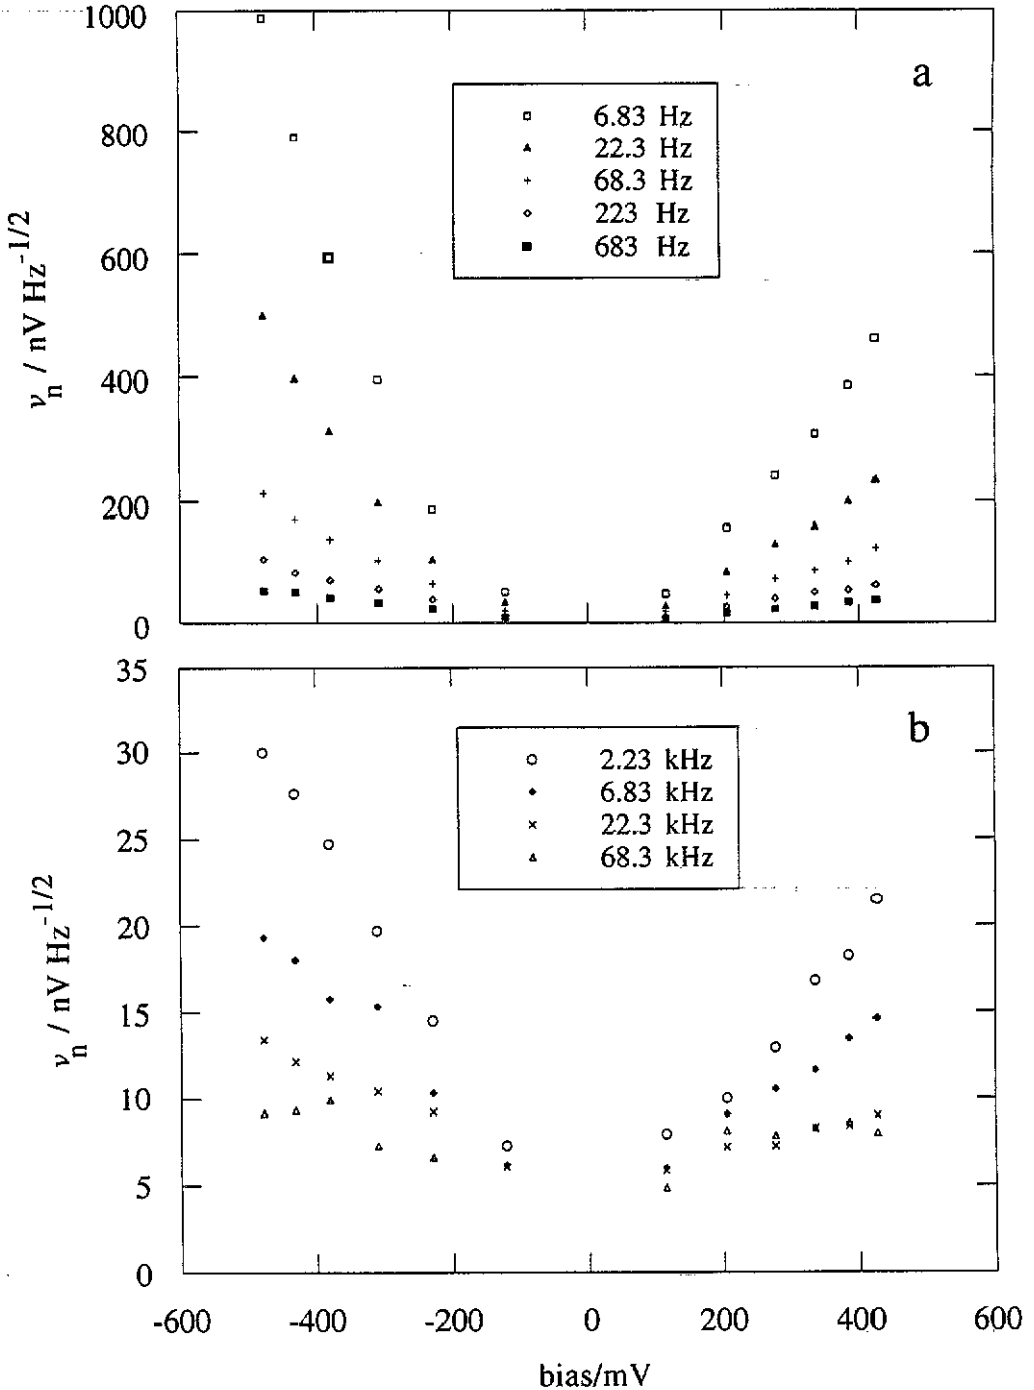 1000
800
600
400
200
0
ν_n / nV Hz^-1/2
a
6.83 Hz
22.3 Hz
68.3 Hz
223 Hz
683 Hz
35
30
25
20
15
10
5
0
ν_n / nV Hz^-1/2
b
2.23 kHz
6.83 kHz
22.3 kHz
68.3 kHz
-600 -400 -200 0 200 400 600
bias/mV